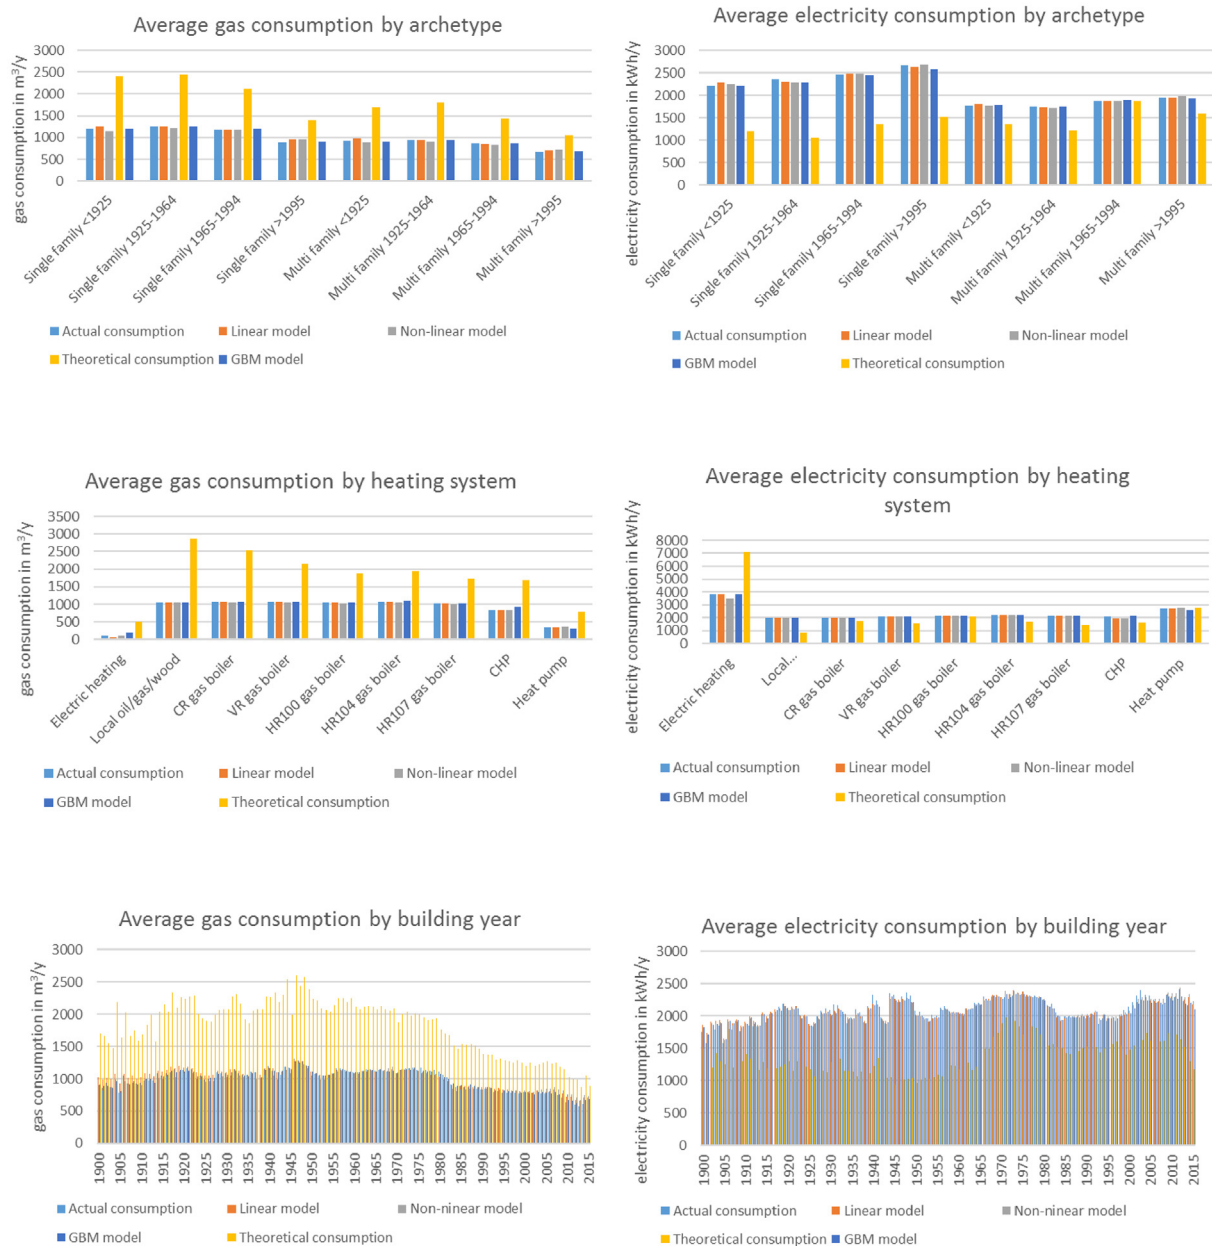 Average gas consumption by archetype
gas consumption in m³/y
3000
2500
2000
1500
1000
500
0
Single family <1925
Single family 1925-1964
Single family 1965-1994
Single family >1995
Multi family <1925
Multi family 1925-1964
Multi family 1965-1994
Multi family >1995
Actual consumption
Linear model
Non-linear model
Theoretical consumption
GBM model
Average electricity consumption by archetype
electricity consumption in kWh/y
3000
2500
2000
1500
1000
500
0
Single family <1925
Single family 1925-1964
Single family 1965-1994
Single family >1995
Multi family <1925
Multi family 1925-1964
Multi family 1965-1994
Multi family >1995
Actual consumption
Linear model
Non-linear model
GBM model
Theoretical consumption
Average gas consumption by heating system
gas consumption in m³/y
3500
3000
2500
2000
1500
1000
500
0
Electric heating
Local oil/gas/wood
CR gas boiler
VR gas boiler
HR100 gas boiler
HR104 gas boiler
HR107 gas boiler
CHP
Heat pump
Actual consumption
Linear model
Non-linear model
GBM model
Theoretical consumption
Average electricity consumption by heating
system
electricity consumption in kWh/y
8000
7000
6000
5000
4000
3000
2000
1000
0
Electric heating
Local...
CR gas boiler
VR gas boiler
HR100 gas boiler
HR104 gas boiler
HR107 gas boiler
CHP
Heat pump
Actual consumption
Linear model
Non-linear model
GBM model
Theoretical consumption
Average gas consumption by building year
gas consumption in m³/y
3000
2500
2000
1500
1000
500
0
1900
1905
1910
1915
1920
1925
1930
1935
1940
1945
1950
1955
1960
1965
1970
1975
1980
1985
1990
1995
2000
2005
2010
2015
Actual consumption
Linear model
Non-ninear model
GBM model
Theoretical consumption
Average electricity consumption by building year
electricity consumption in kWh/y
3000
2500
2000
1500
1000
500
0
1900
1905
1910
1915
1920
1925
1930
1935
1940
1945
1950
1955
1960
1965
1970
1975
1980
1985
1990
1995
2000
2005
2010
2015
Actual consumption
Linear model
Non-ninear model
Theoretical consumption
GBM model